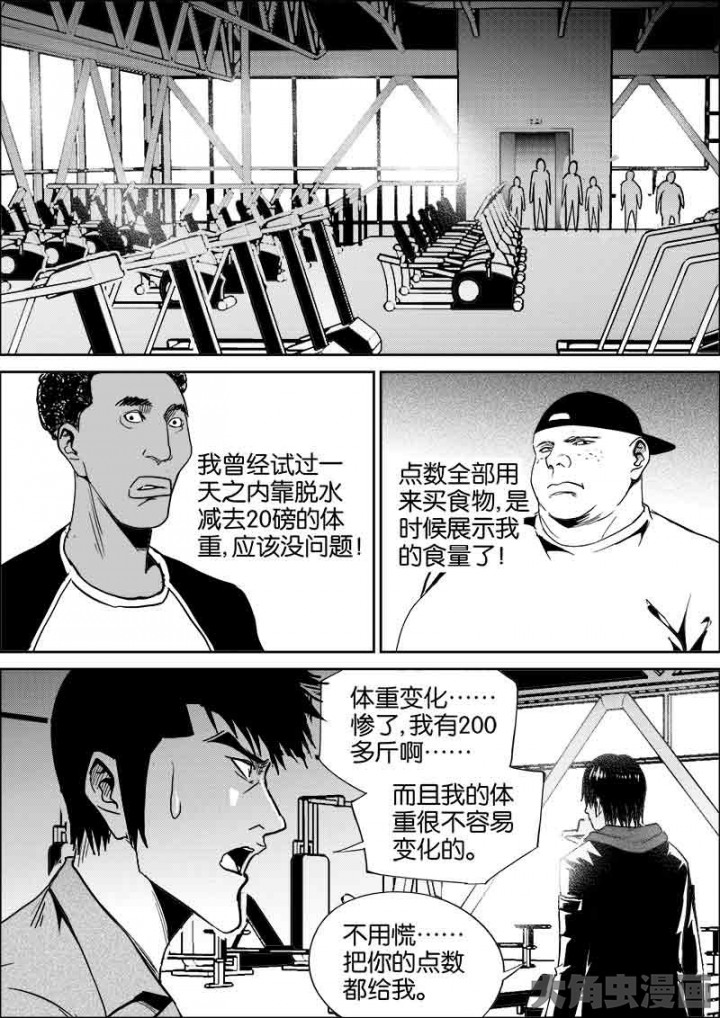 我曾经试过一
天之内靠脱水
减去20磅的体
重，应该没问题！
点数全部用
来买食物，是
时候展示我
的食量了！
体重变化……
惨了，我有200
多斤啊……
而且我的体
重很不容易
变化的。
不用慌……
把你的点数
都给我。
大角虫漫画